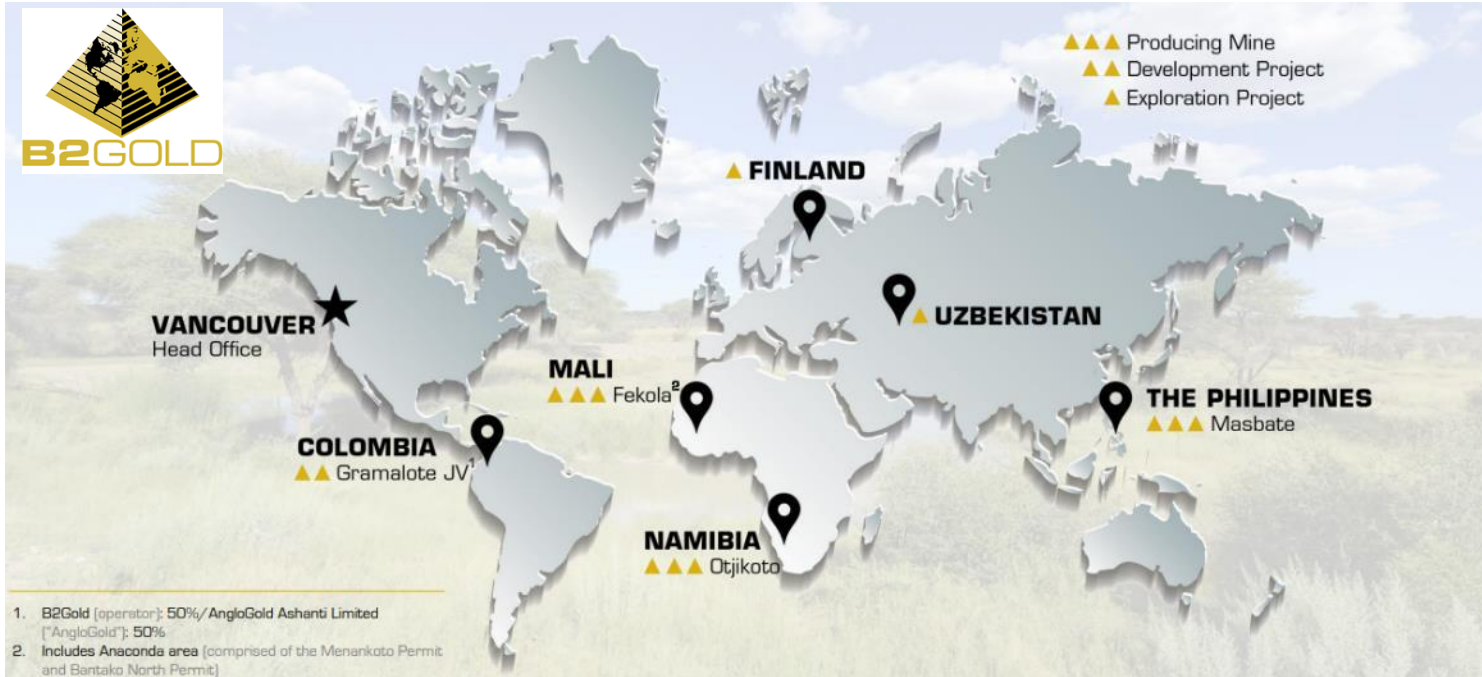 B2GOLD
▲▲▲ Producing Mine
▲▲ Development Project
▲ Exploration Project
▲ FINLAND
▲ UZBEKISTAN
VANCOUVER
Head Office
MALI
▲▲▲ Fekola²
THE PHILIPPINES
▲▲▲ Masbate
COLOMBIA
▲▲ Gramalote JV¹
NAMIBIA
▲▲▲ Otjikoto
1. B2Gold (operator): 50%/AngloGold Ashanti Limited
("AngloGold"): 50%
2. Includes Anaconda area (comprised of the Menankoto Permit
and Bantako North Permit)